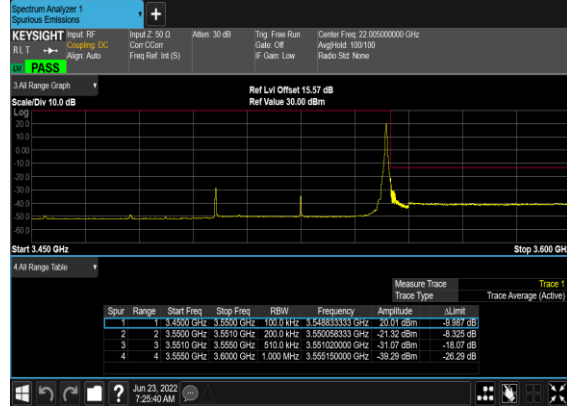 Spectrum Analyzer 1
Spurious Emissions
KEYSIGHT Input: RF Input Z: 50 Ω Atten: 30 dB Trig: Free Run Center Freq: 22.005000000 GHz
RLT Coupling: DC Corr CCorr Gate: Off Avg|Hold: 100/100
Align: Auto Freq Ref: Int (S) IF Gain: Low Radio Std: None
LW PASS
3 All Range Graph
Ref Lvl Offset 15.57 dB
Scale/Div 10.0 dB Ref Value 30.00 dBm
Log
20.0
10.0
0.00
-10.0
-20.0
-30.0
-40.0
-50.0
-60.0
Start 3.450 GHz Stop 3.600 GHz
4 All Range Table
Measure Trace Trace 1
Trace Type Trace Average (Active)
Spur Range Start Freq Stop Freq RBW Frequency Amplitude ΔLimit
1 1 3.4500 GHz 3.5500 GHz 100.0 kHz 3.548833333 GHz 20.01 dBm -9.987 dB
2 2 3.5500 GHz 3.5510 GHz 200.0 kHz 3.550058333 GHz -21.32 dBm -8.325 dB
3 3 3.5510 GHz 3.5550 GHz 510.0 kHz 3.551020000 GHz -31.07 dBm -18.07 dB
4 4 3.5550 GHz 3.6000 GHz 1.000 MHz 3.555150000 GHz -39.29 dBm -26.29 dB
Jun 23, 2022
7:25:40 AM